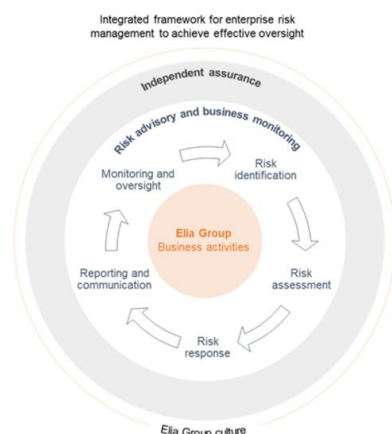 Integrated framework for enterprise risk
management to achieve effective oversight
Independent assurance
Risk advisory and business monitoring
Monitoring and
oversight
Risk
identification
Elia Group
Business activities
Reporting and
communication
Risk
assessment
Risk
response
Elia Group culture